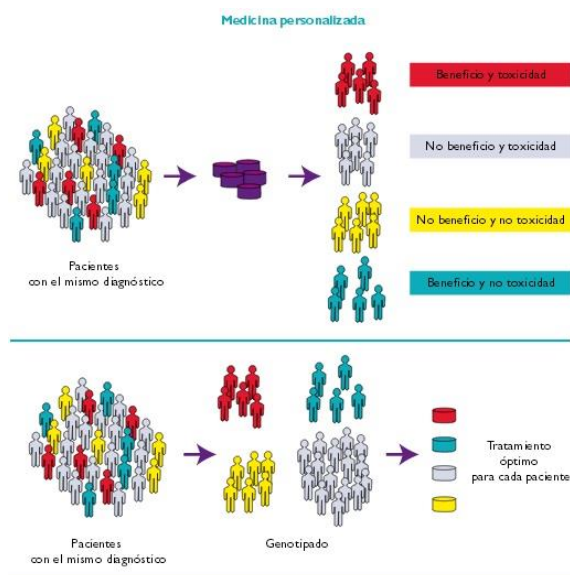 Medicina personalizada
Beneficio y toxicidad
No beneficio y toxicidad
No beneficio y no toxicidad
Beneficio y no toxicidad
Pacientes
con el mismo diagnóstico
Tratamiento
óptimo
para cada paciente
Pacientes
con el mismo diagnóstico
Genotipado